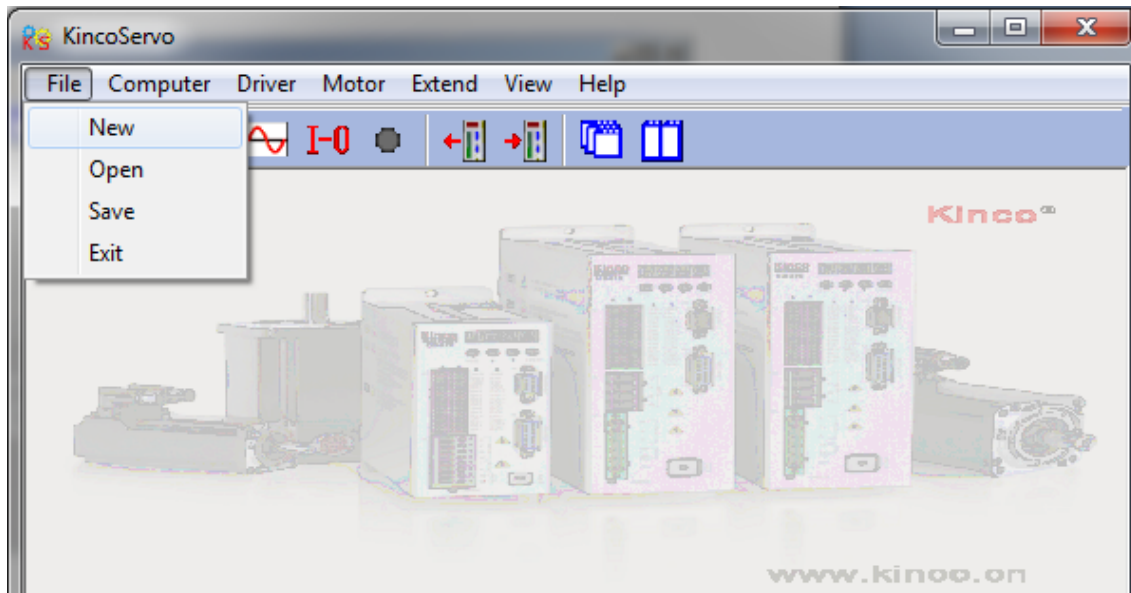 KincoServo
File Computer Driver Motor Extend View Help
New
Open
Save
Exit
I-0
Kinco
www.kinco.cn